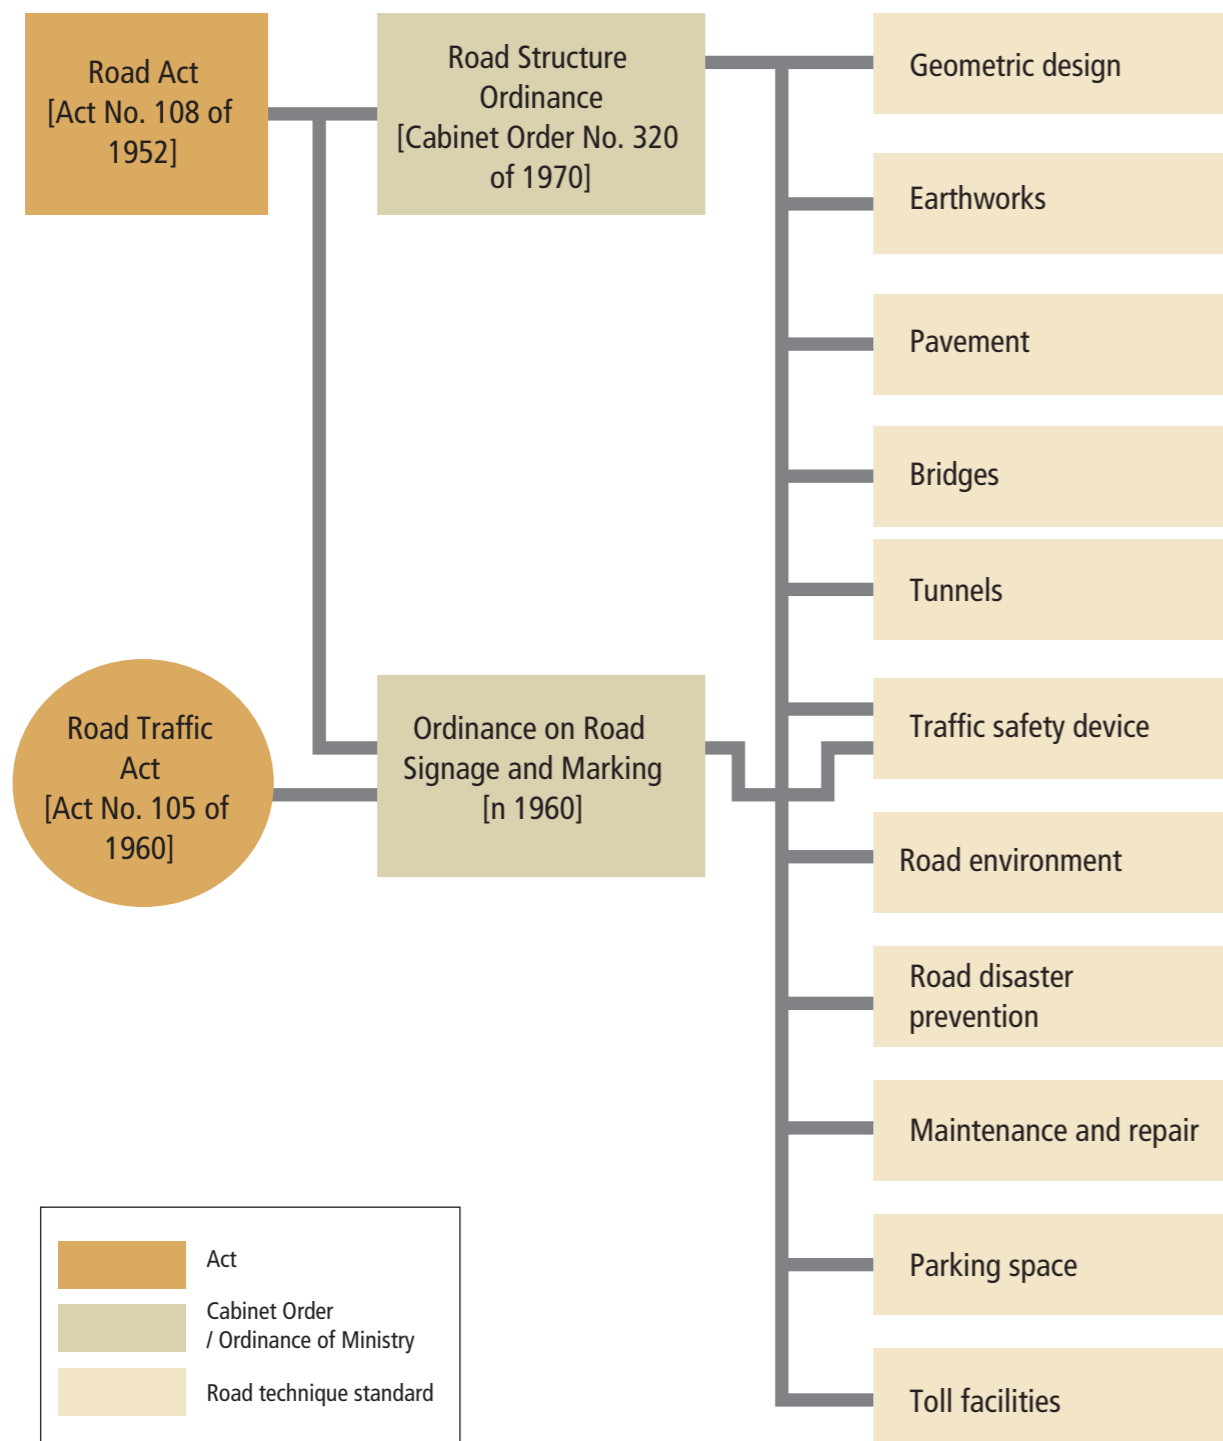 Road Act
[Act No. 108 of
1952]
Road Structure
Ordinance
[Cabinet Order No. 320
of 1970]
Geometric design
Earthworks
Pavement
Bridges
Tunnels
Road Traffic
Act
[Act No. 105 of
1960]
Ordinance on Road
Signage and Marking
[n 1960]
Traffic safety device
Road environment
Road disaster
prevention
Maintenance and repair
Parking space
Toll facilities
Act
Cabinet Order
/ Ordinance of Ministry
Road technique standard